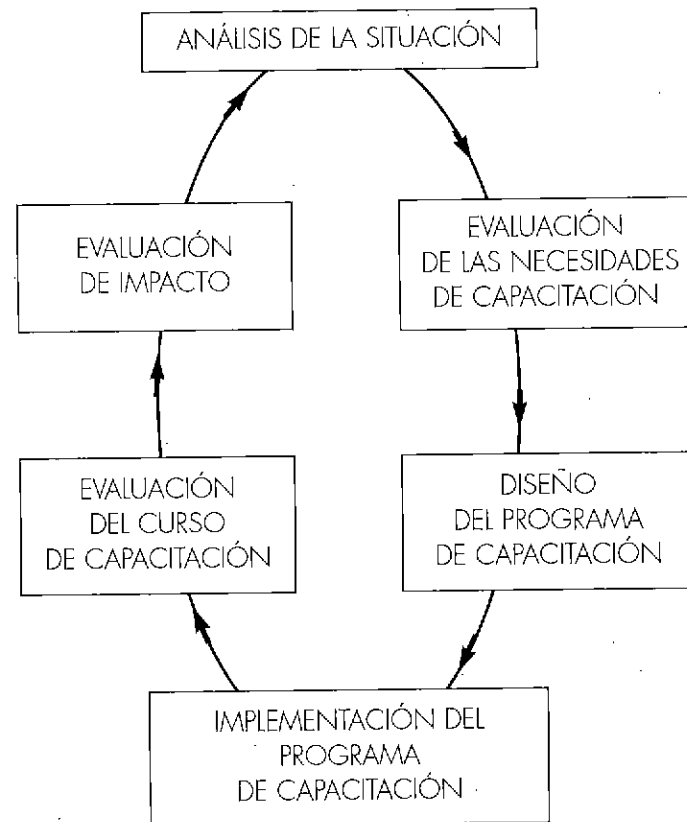 ANÁLISIS DE LA SITUACIÓN
EVALUACIÓN
DE LAS NECESIDADES
DE CAPACITACIÓN
DISEÑO
DEL PROGRAMA
DE CAPACITACIÓN
IMPLEMENTACIÓN DEL
PROGRAMA
DE CAPACITACIÓN
EVALUACIÓN
DEL CURSO
DE CAPACITACIÓN
EVALUACIÓN
DE IMPACTO